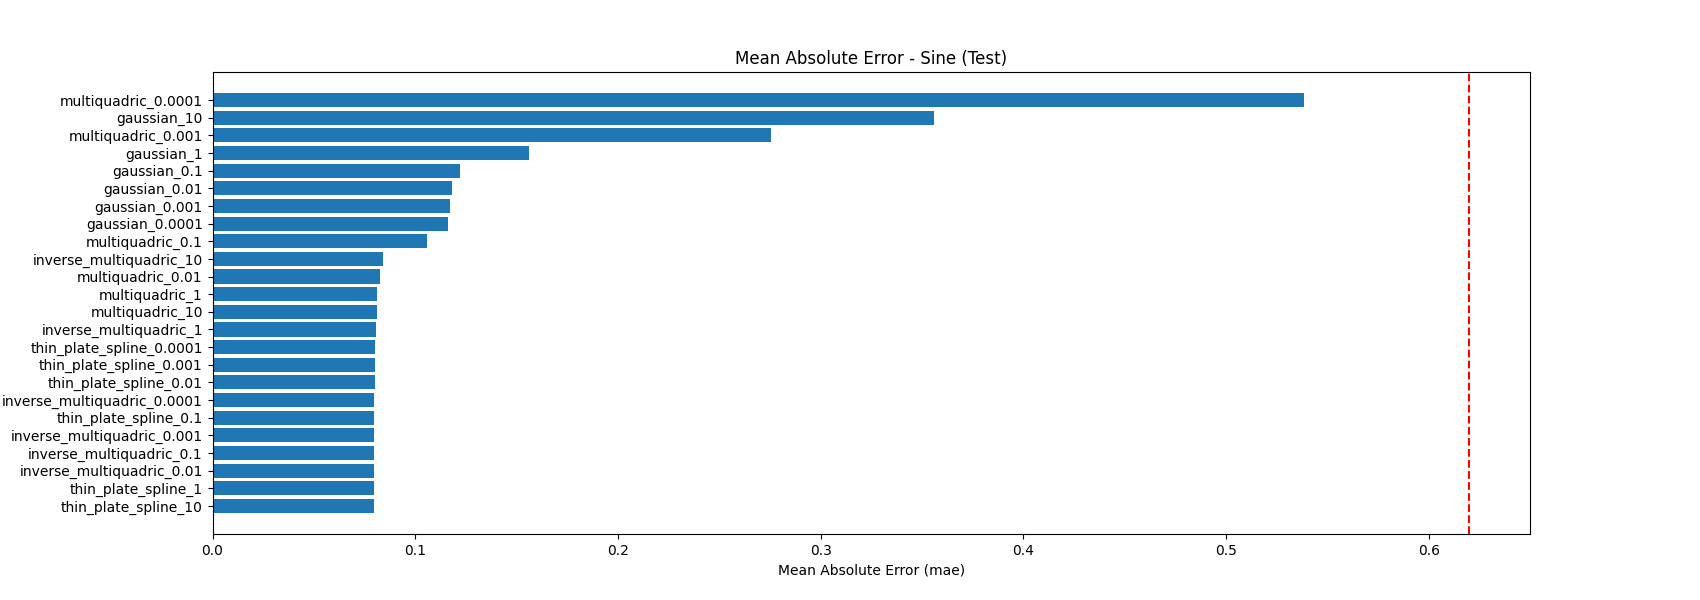 Mean Absolute Error - Sine (Test)
multiquadric_0.0001
gaussian_10
multiquadric_0.001
gaussian_1
gaussian_0.1
gaussian_0.01
gaussian_0.001
gaussian_0.0001
multiquadric_0.1
inverse_multiquadric_10
multiquadric_0.01
multiquadric_1
multiquadric_10
inverse_multiquadric_1
thin_plate_spline_0.0001
thin_plate_spline_0.001
thin_plate_spline_0.01
inverse_multiquadric_0.0001
thin_plate_spline_0.1
inverse_multiquadric_0.001
inverse_multiquadric_0.1
inverse_multiquadric_0.01
thin_plate_spline_1
thin_plate_spline_10
0.0 0.1 0.2 0.3 0.4 0.5 0.6
Mean Absolute Error (mae)